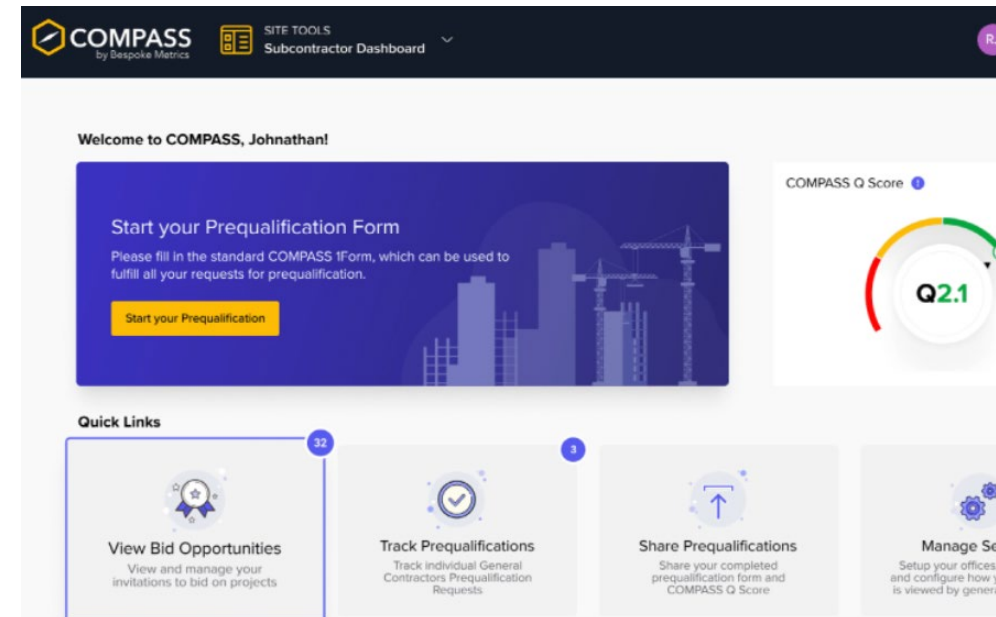 COMPASS
by Bespoke Metrics
SITE TOOLS
Subcontractor Dashboard
R
Welcome to COMPASS, Johnathan!
Start your Prequalification Form
Please fill in the standard COMPASS 1Form, which can be used to
fulfill all your requests for prequalification.
Start your Prequalification
COMPASS Q Score
Q2.1
Quick Links
32
View Bid Opportunities
View and manage your
invitations to bid on projects
3
Track Prequalifications
Track individual General
Contractors Prequalification
Requests
Share Prequalifications
Share your completed
prequalification form and
COMPASS Q Score
Manage Se
Setup your offices
and configure how y
is viewed by genera